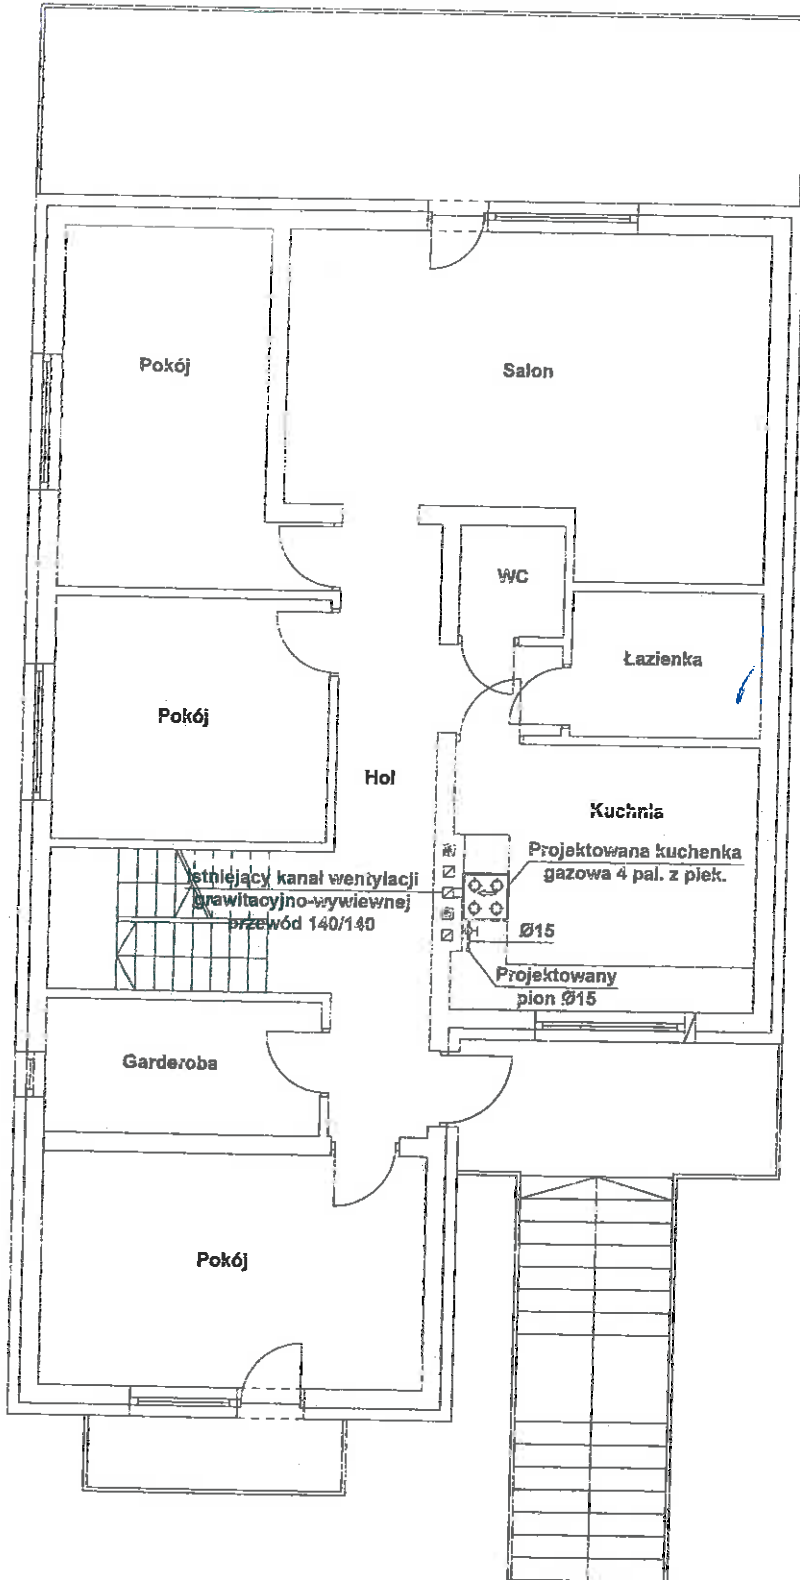 Pokój
Salon
WC
Łazienka
Pokój
Hol
Kuchnia
Projektowana kuchenka
gazowa 4 pal. z piek.
stniejący kanał wentylacji
grawitacyjno-wywiewnej
przewód 140/140
Ø15
Projektowany
pion Ø15
Garderoba
Pokój